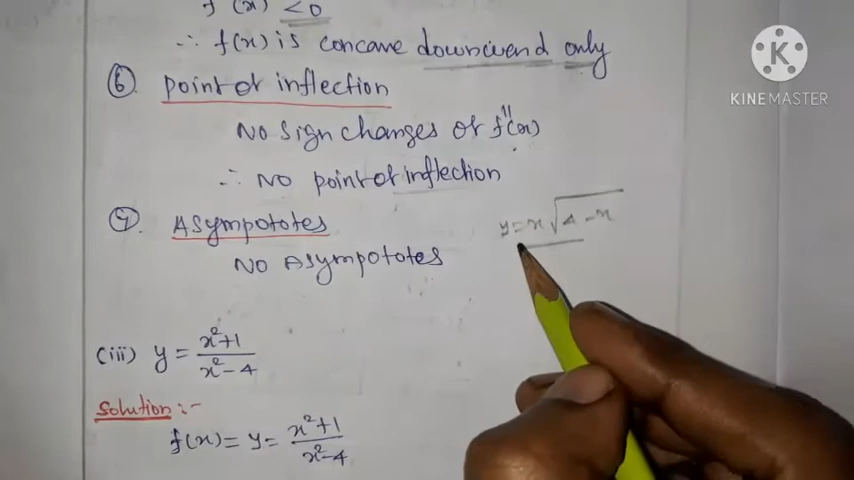 f (x) < 0
∴ f(x) is concave downward only
K
KINEMASTER
⑥ point of inflection
No sign changes of f''(x)
∴ No point of inflection
⑦ Asympototes
y = x√4-x
No Asympototes
(iii) y = x²+1 / x²-4
Solution :-
f(x) = y = x²+1 / x²-4